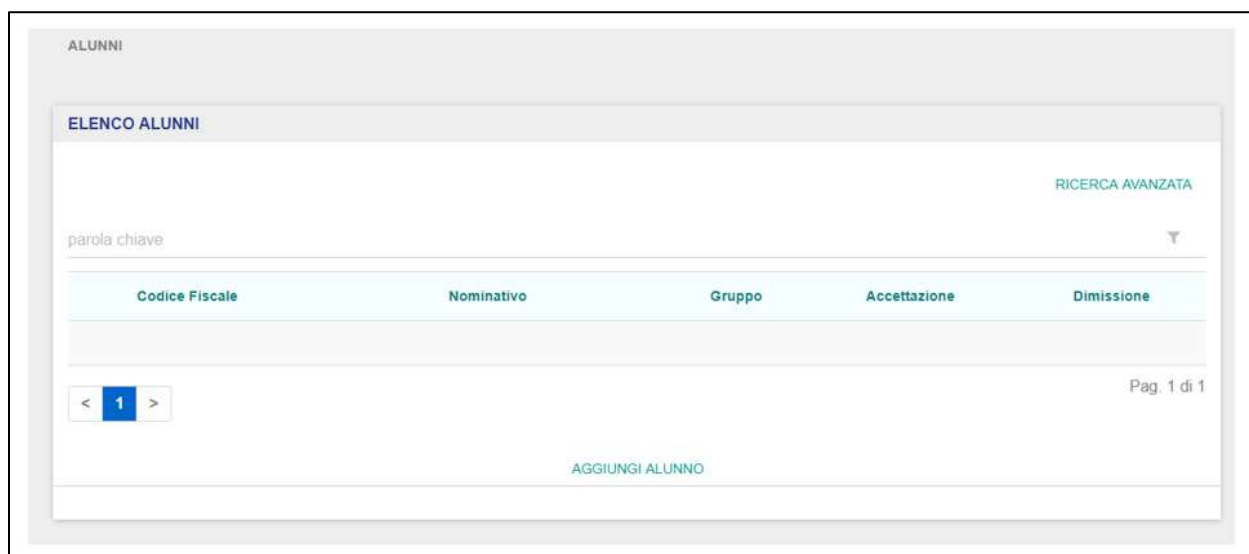 ALUNNI
ELENCO ALUNNI
RICERCA AVANZATA
parola chiave
Codice Fiscale Nominativo Gruppo Accettazione Dimissione
Pag. 1 di 1
< 1 >
AGGIUNGI ALUNNO